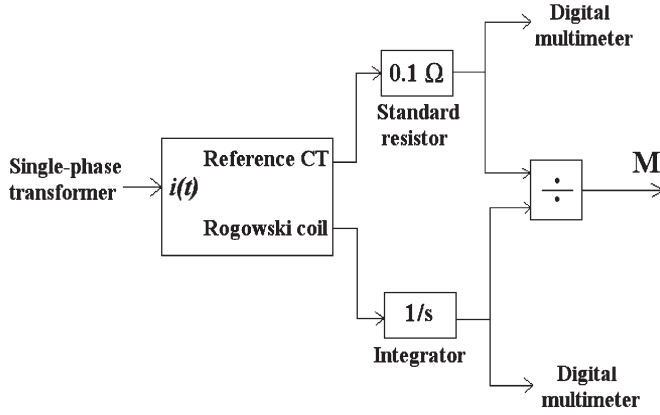 Digital
multimeter
0.1 Ω
Standard
resistor
Single-phase
transformer
i(t)
Reference CT
Rogowski coil
÷
M
1/s
Integrator
Digital
multimeter